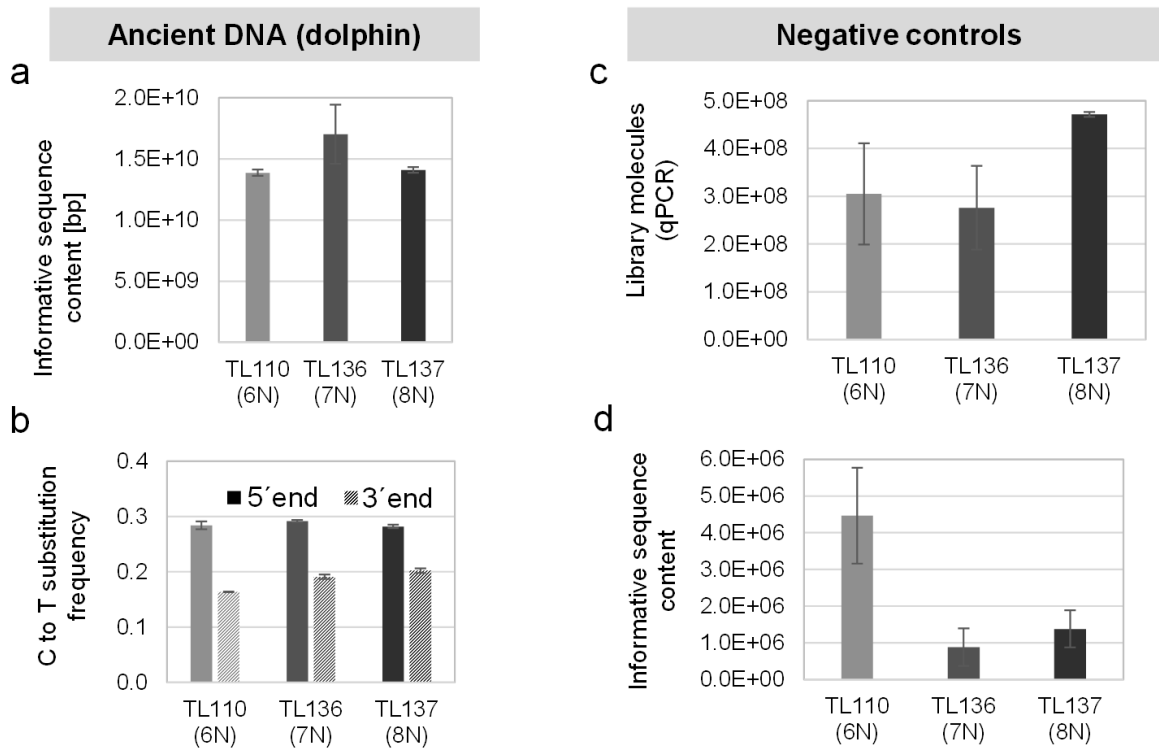 Ancient DNA (dolphin)
a
Informative sequence
content [bp]
2.0E+10
1.5E+10
1.0E+10
5.0E+09
0.0E+00
TL110
(6N)
TL136
(7N)
TL137
(8N)
b
C to T substitution
frequency
0.4
0.3
0.2
0.1
0.0
5´end
3´end
TL110
(6N)
TL136
(7N)
TL137
(8N)
Negative controls
c
Library molecules
(qPCR)
5.0E+08
4.0E+08
3.0E+08
2.0E+08
1.0E+08
0.0E+00
TL110
(6N)
TL136
(7N)
TL137
(8N)
d
Informative sequence
content
6.0E+06
5.0E+06
4.0E+06
3.0E+06
2.0E+06
1.0E+06
0.0E+00
TL110
(6N)
TL136
(7N)
TL137
(8N)